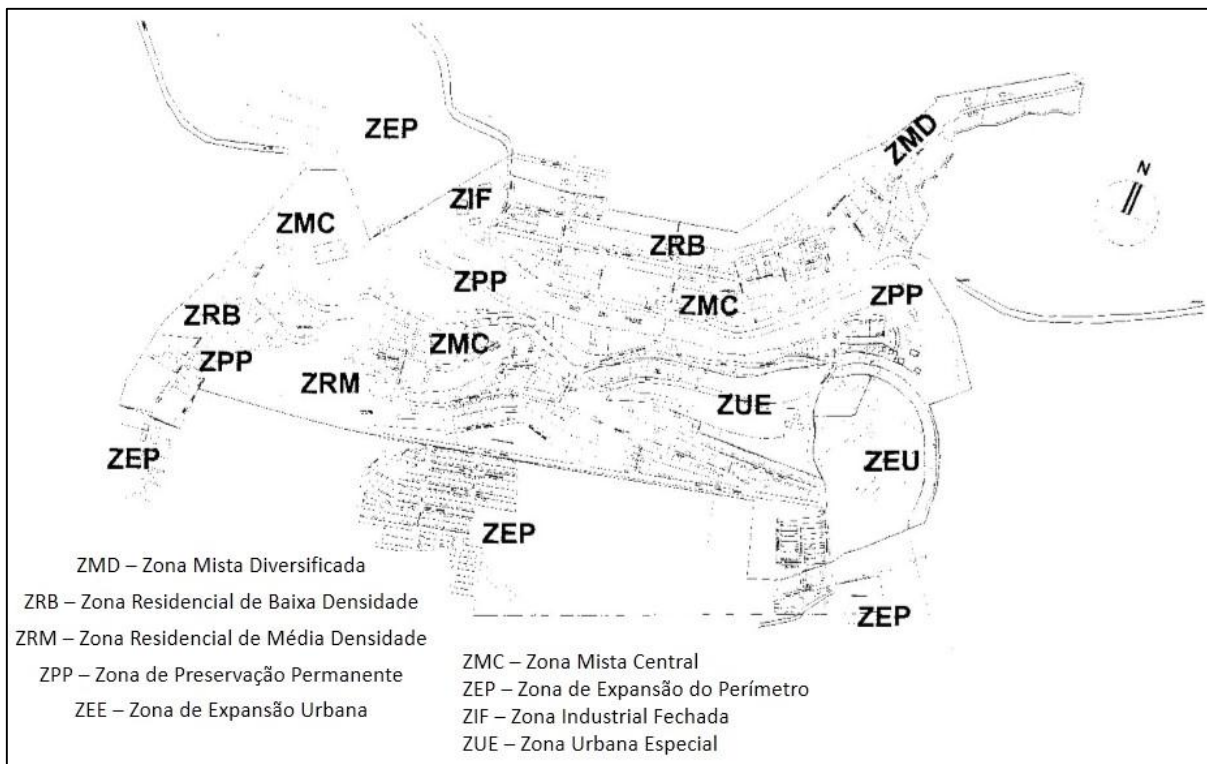 ZEP
ZMD
N
ZIF
ZMC
ZRB
ZPP
ZMC
ZPP
ZRB
ZMC
ZPP
ZRM
ZUE
ZEP
ZEU
ZEP
ZEP
ZMD – Zona Mista Diversificada
ZRB – Zona Residencial de Baixa Densidade
ZRM – Zona Residencial de Média Densidade
ZPP – Zona de Preservação Permanente
ZEE – Zona de Expansão Urbana
ZMC – Zona Mista Central
ZEP – Zona de Expansão do Perímetro
ZIF – Zona Industrial Fechada
ZUE – Zona Urbana Especial